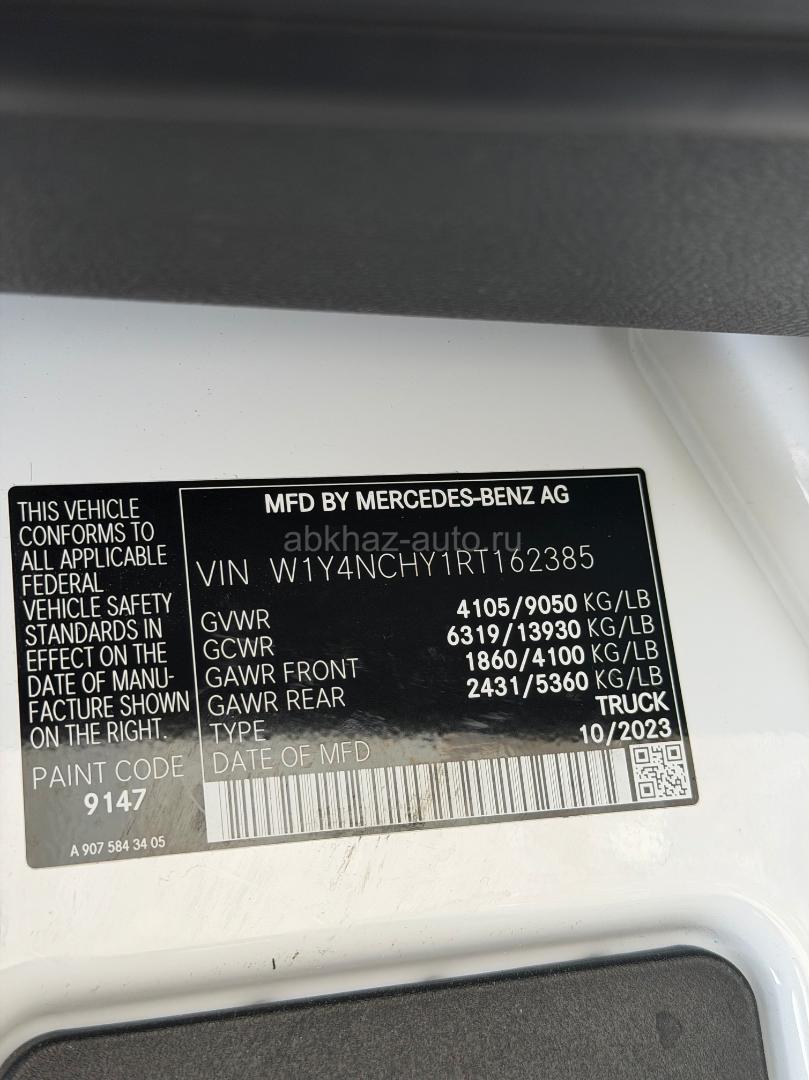 THIS VEHICLE
CONFORMS TO
ALL APPLICABLE
FEDERAL
VEHICLE SAFETY
STANDARDS IN
EFFECT ON THE
DATE OF MANU-
FACTURE SHOWN
ON THE RIGHT.
PAINT CODE
9147
A 907 584 34 05
MFD BY MERCEDES-BENZ AG
abkhaz-auto.ru
VIN W1Y4NCHY1RT162385
GVWR 4105/9050 KG/LB
GCWR 6319/13930 KG/LB
GAWR FRONT 1860/4100 KG/LB
GAWR REAR 2431/5360 KG/LB
TYPE TRUCK
DATE OF MFD 10/2023